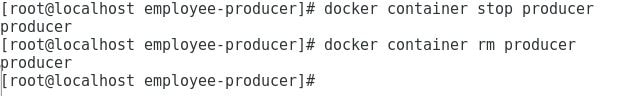 [root@localhost employee-producer]# docker container stop producer
producer
[root@localhost employee-producer]# docker container rm producer
producer
[root@localhost employee-producer]#